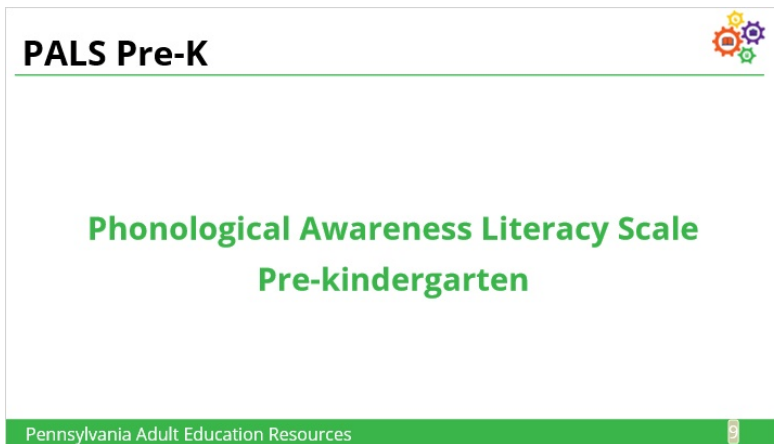 PALS Pre-K
Phonological Awareness Literacy Scale
Pre-kindergarten
Pennsylvania Adult Education Resources
9